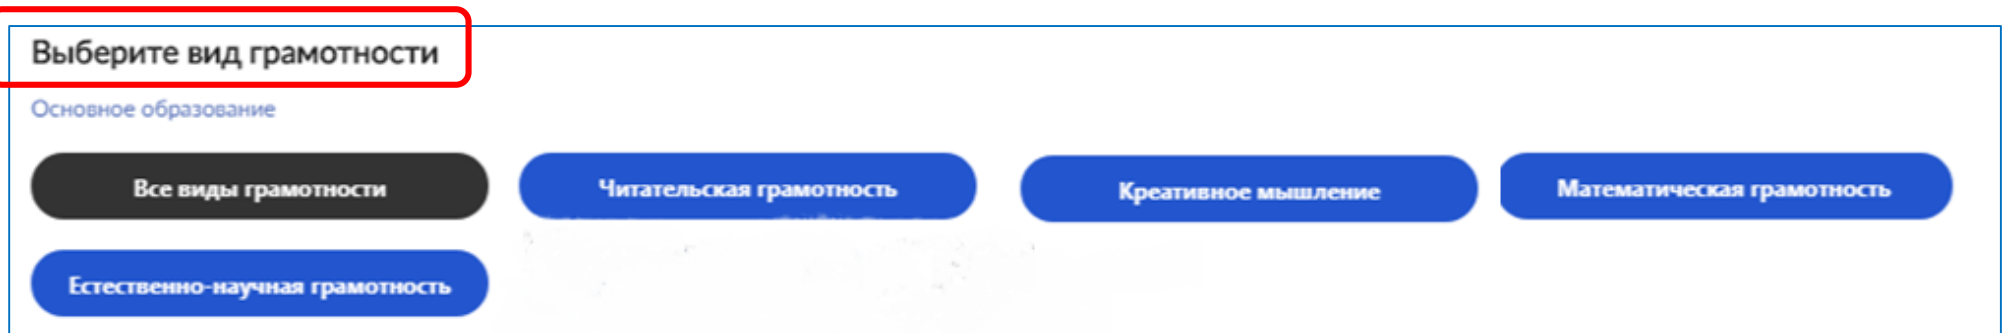 Выберите вид грамотности
Основное образование
Все виды грамотности
Читательская грамотность
Креативное мышление
Математическая грамотность
Естественно-научная грамотность